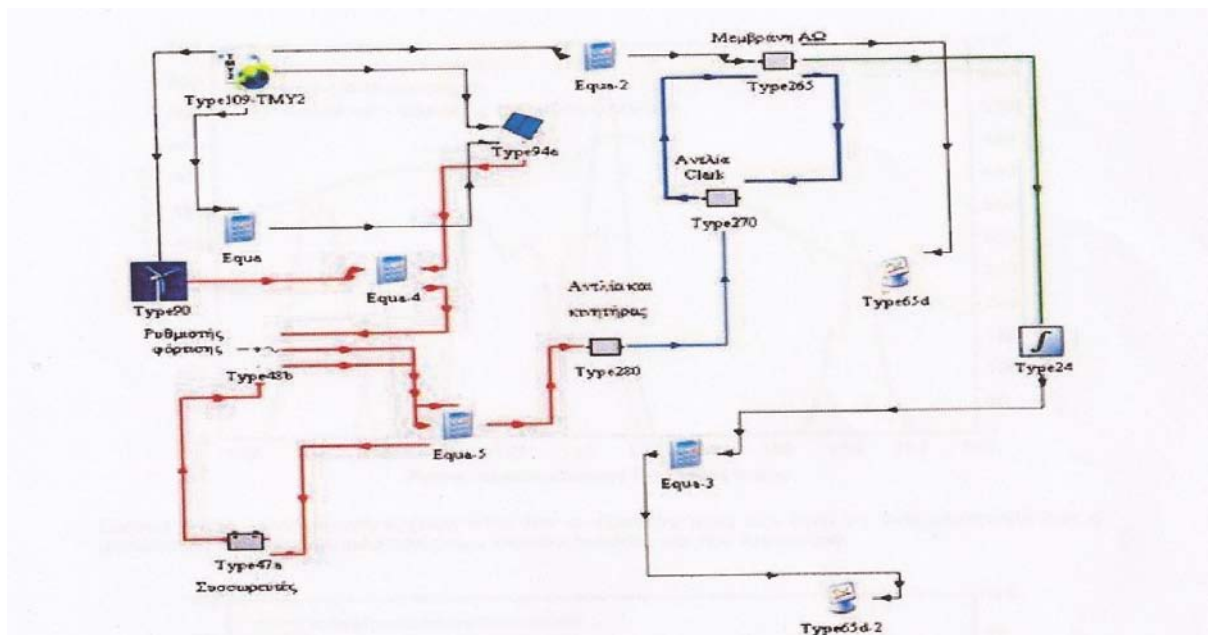 Μεμβράνη ΑΩ
Type109-TMY2
Equa-2
Type265
Type94a
Αντλία
Clark
Type270
Equa
Equa-4
Type90
Αντλία και
κινητήρας
Type65d
Ρυθμιστής
φόρτισης
Type48b
Type280
Type24
Equa-5
Equa-3
Type47a
Συσσωρευτές
Type65d-2